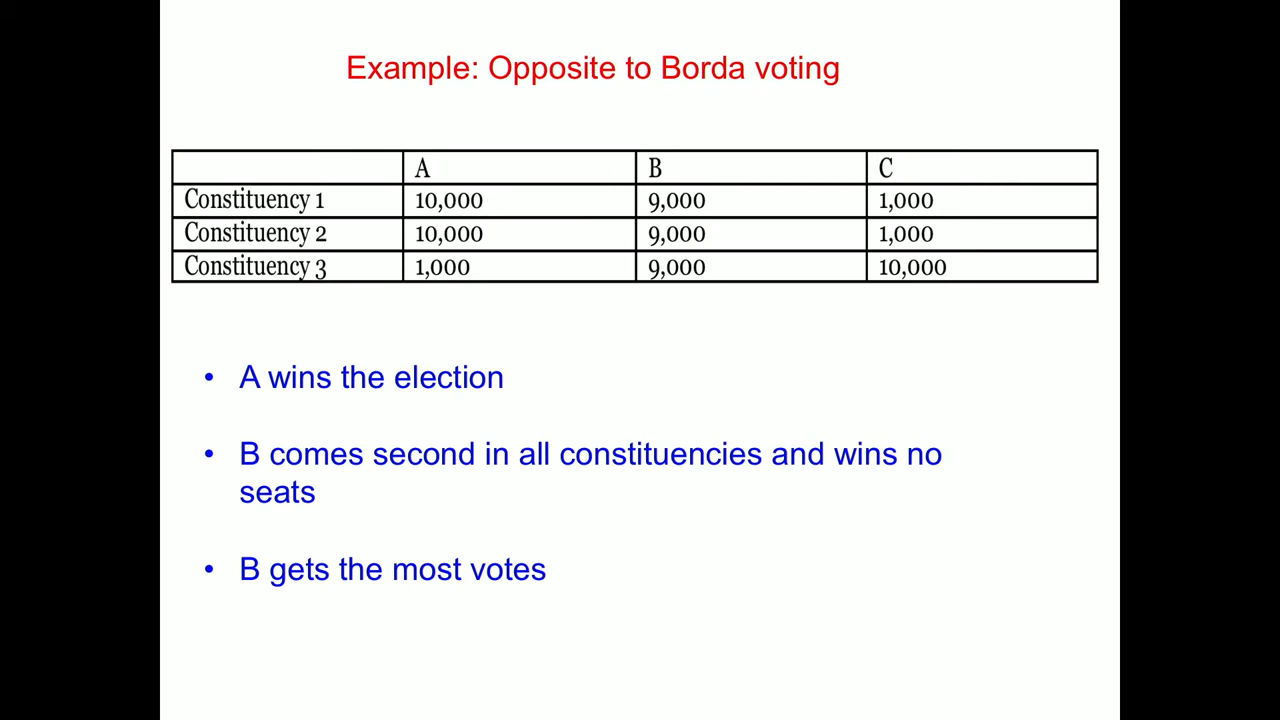 Example: Opposite to Borda voting
A B C
Constituency 1 10,000 9,000 1,000
Constituency 2 10,000 9,000 1,000
Constituency 3 1,000 9,000 10,000
• A wins the election
• B comes second in all constituencies and wins no
seats
• B gets the most votes